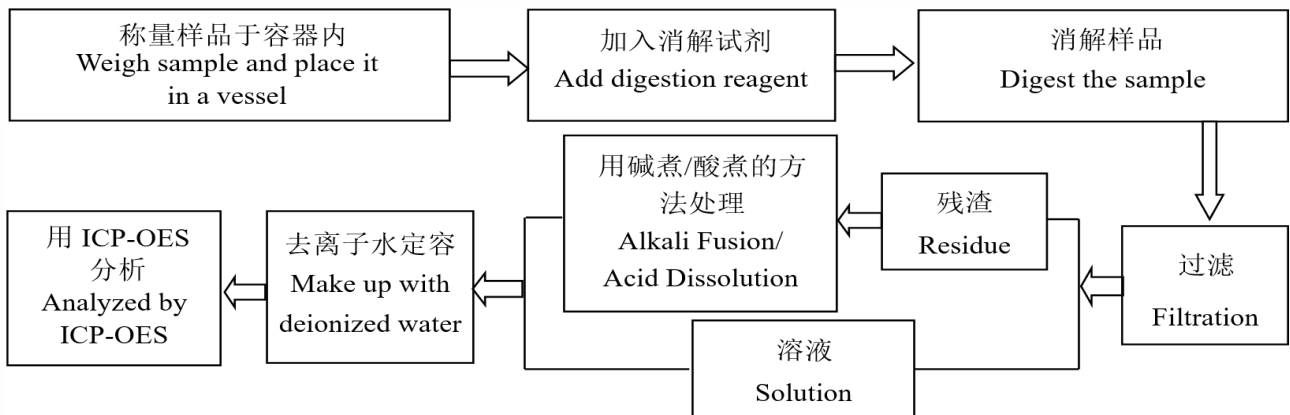 称量样品于容器内
Weigh sample and place it
in a vessel
加入消解试剂
Add digestion reagent
消解样品
Digest the sample
过滤
Filtration
残渣
Residue
用碱煮/酸煮的方
法处理
Alkali Fusion/
Acid Dissolution
溶液
Solution
去离子水定容
Make up with
deionized water
用 ICP-OES
分析
Analyzed by
ICP-OES